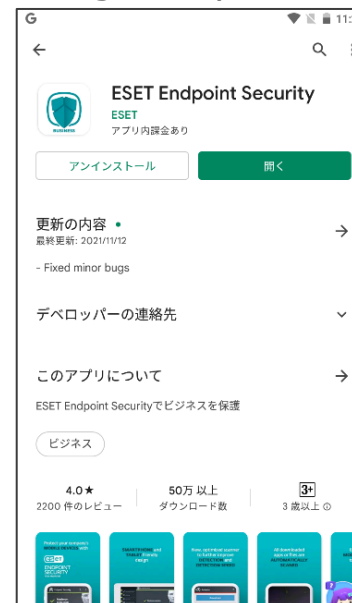 G 11:
ESET Endpoint Security
ESET
アプリ内課金あり
アンインストール 開く
更新の内容 •
最終更新: 2021/11/12
- Fixed minor bugs
デベロッパーの連絡先
このアプリについて
ESET Endpoint Securityでビジネスを保護
ビジネス
4.0★ 50万 以上 3+
2200 件のレビュー ダウンロード数 3 歳以上
ENDPOINT
SECURITY